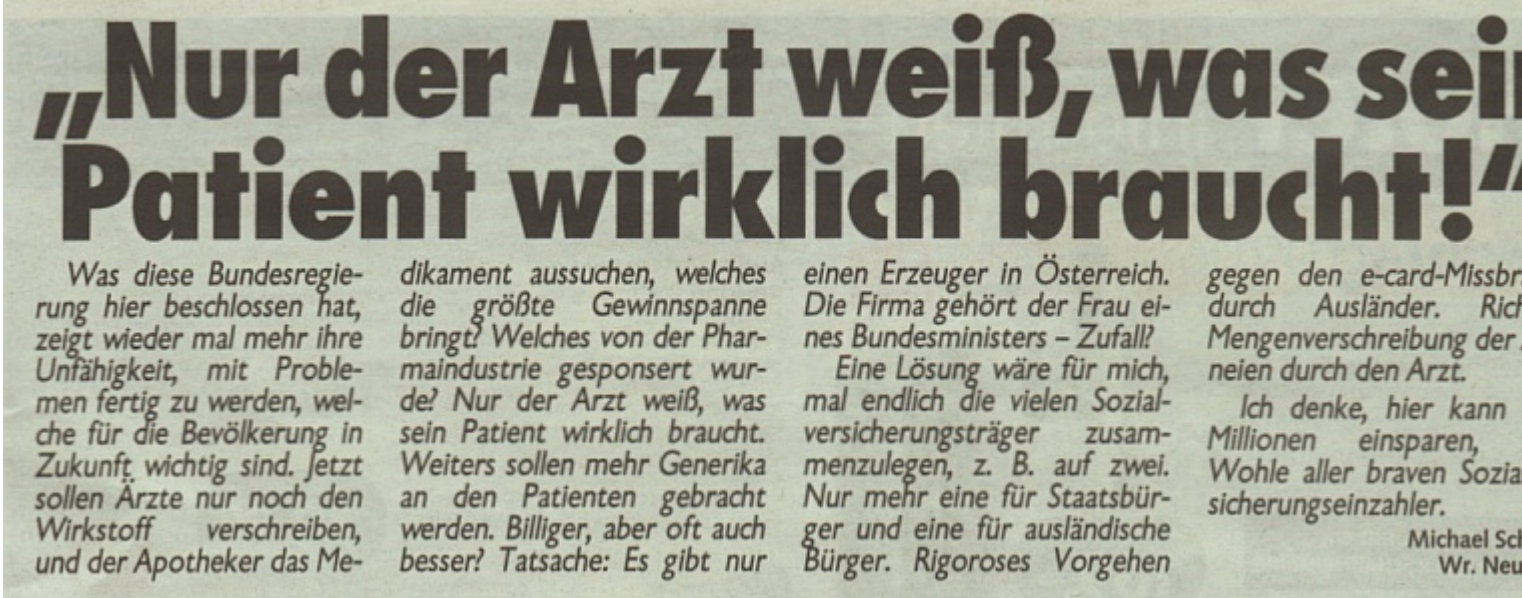 „Nur der Arzt weiß, was sein
Patient wirklich braucht!“
Was diese Bundesregie-
rung hier beschlossen hat,
zeigt wieder mal mehr ihre
Unfähigkeit, mit Proble-
men fertig zu werden, wel-
che für die Bevölkerung in
Zukunft wichtig sind. Jetzt
sollen Ärzte nur noch den
Wirkstoff verschreiben,
und der Apotheker das Me-
dikament aussuchen, welches
die größte Gewinnspanne
bringt? Welches von der Phar-
maindustrie gesponsert wur-
de? Nur der Arzt weiß, was
sein Patient wirklich braucht.
Weiters sollen mehr Generika
an den Patienten gebracht
werden. Billiger, aber oft auch
besser? Tatsache: Es gibt nur
einen Erzeuger in Österreich.
Die Firma gehört der Frau ei-
nes Bundesministers – Zufall?
Eine Lösung wäre für mich,
mal endlich die vielen Sozial-
versicherungsträger zusam-
menzulegen, z. B. auf zwei.
Nur mehr eine für Staatsbür-
ger und eine für ausländische
Bürger. Rigoroses Vorgehen
gegen den
durch Ausländer.
Mengenverschreibung der
neien durch den Arzt.
Ich denke, hier kann
Millionen einsparen,
Wohle aller braven
sicherungseinzahler.
Michael
Wr.